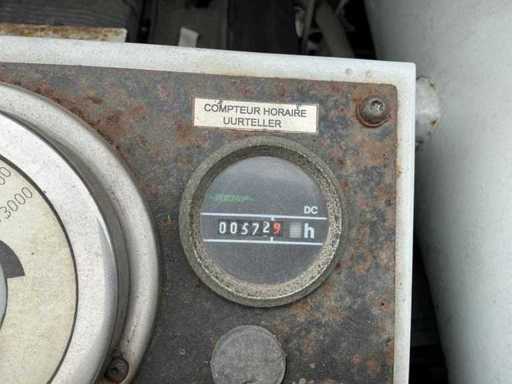 COMPTEUR HORAIRE
UURTELLER
DC
005729 h
3000